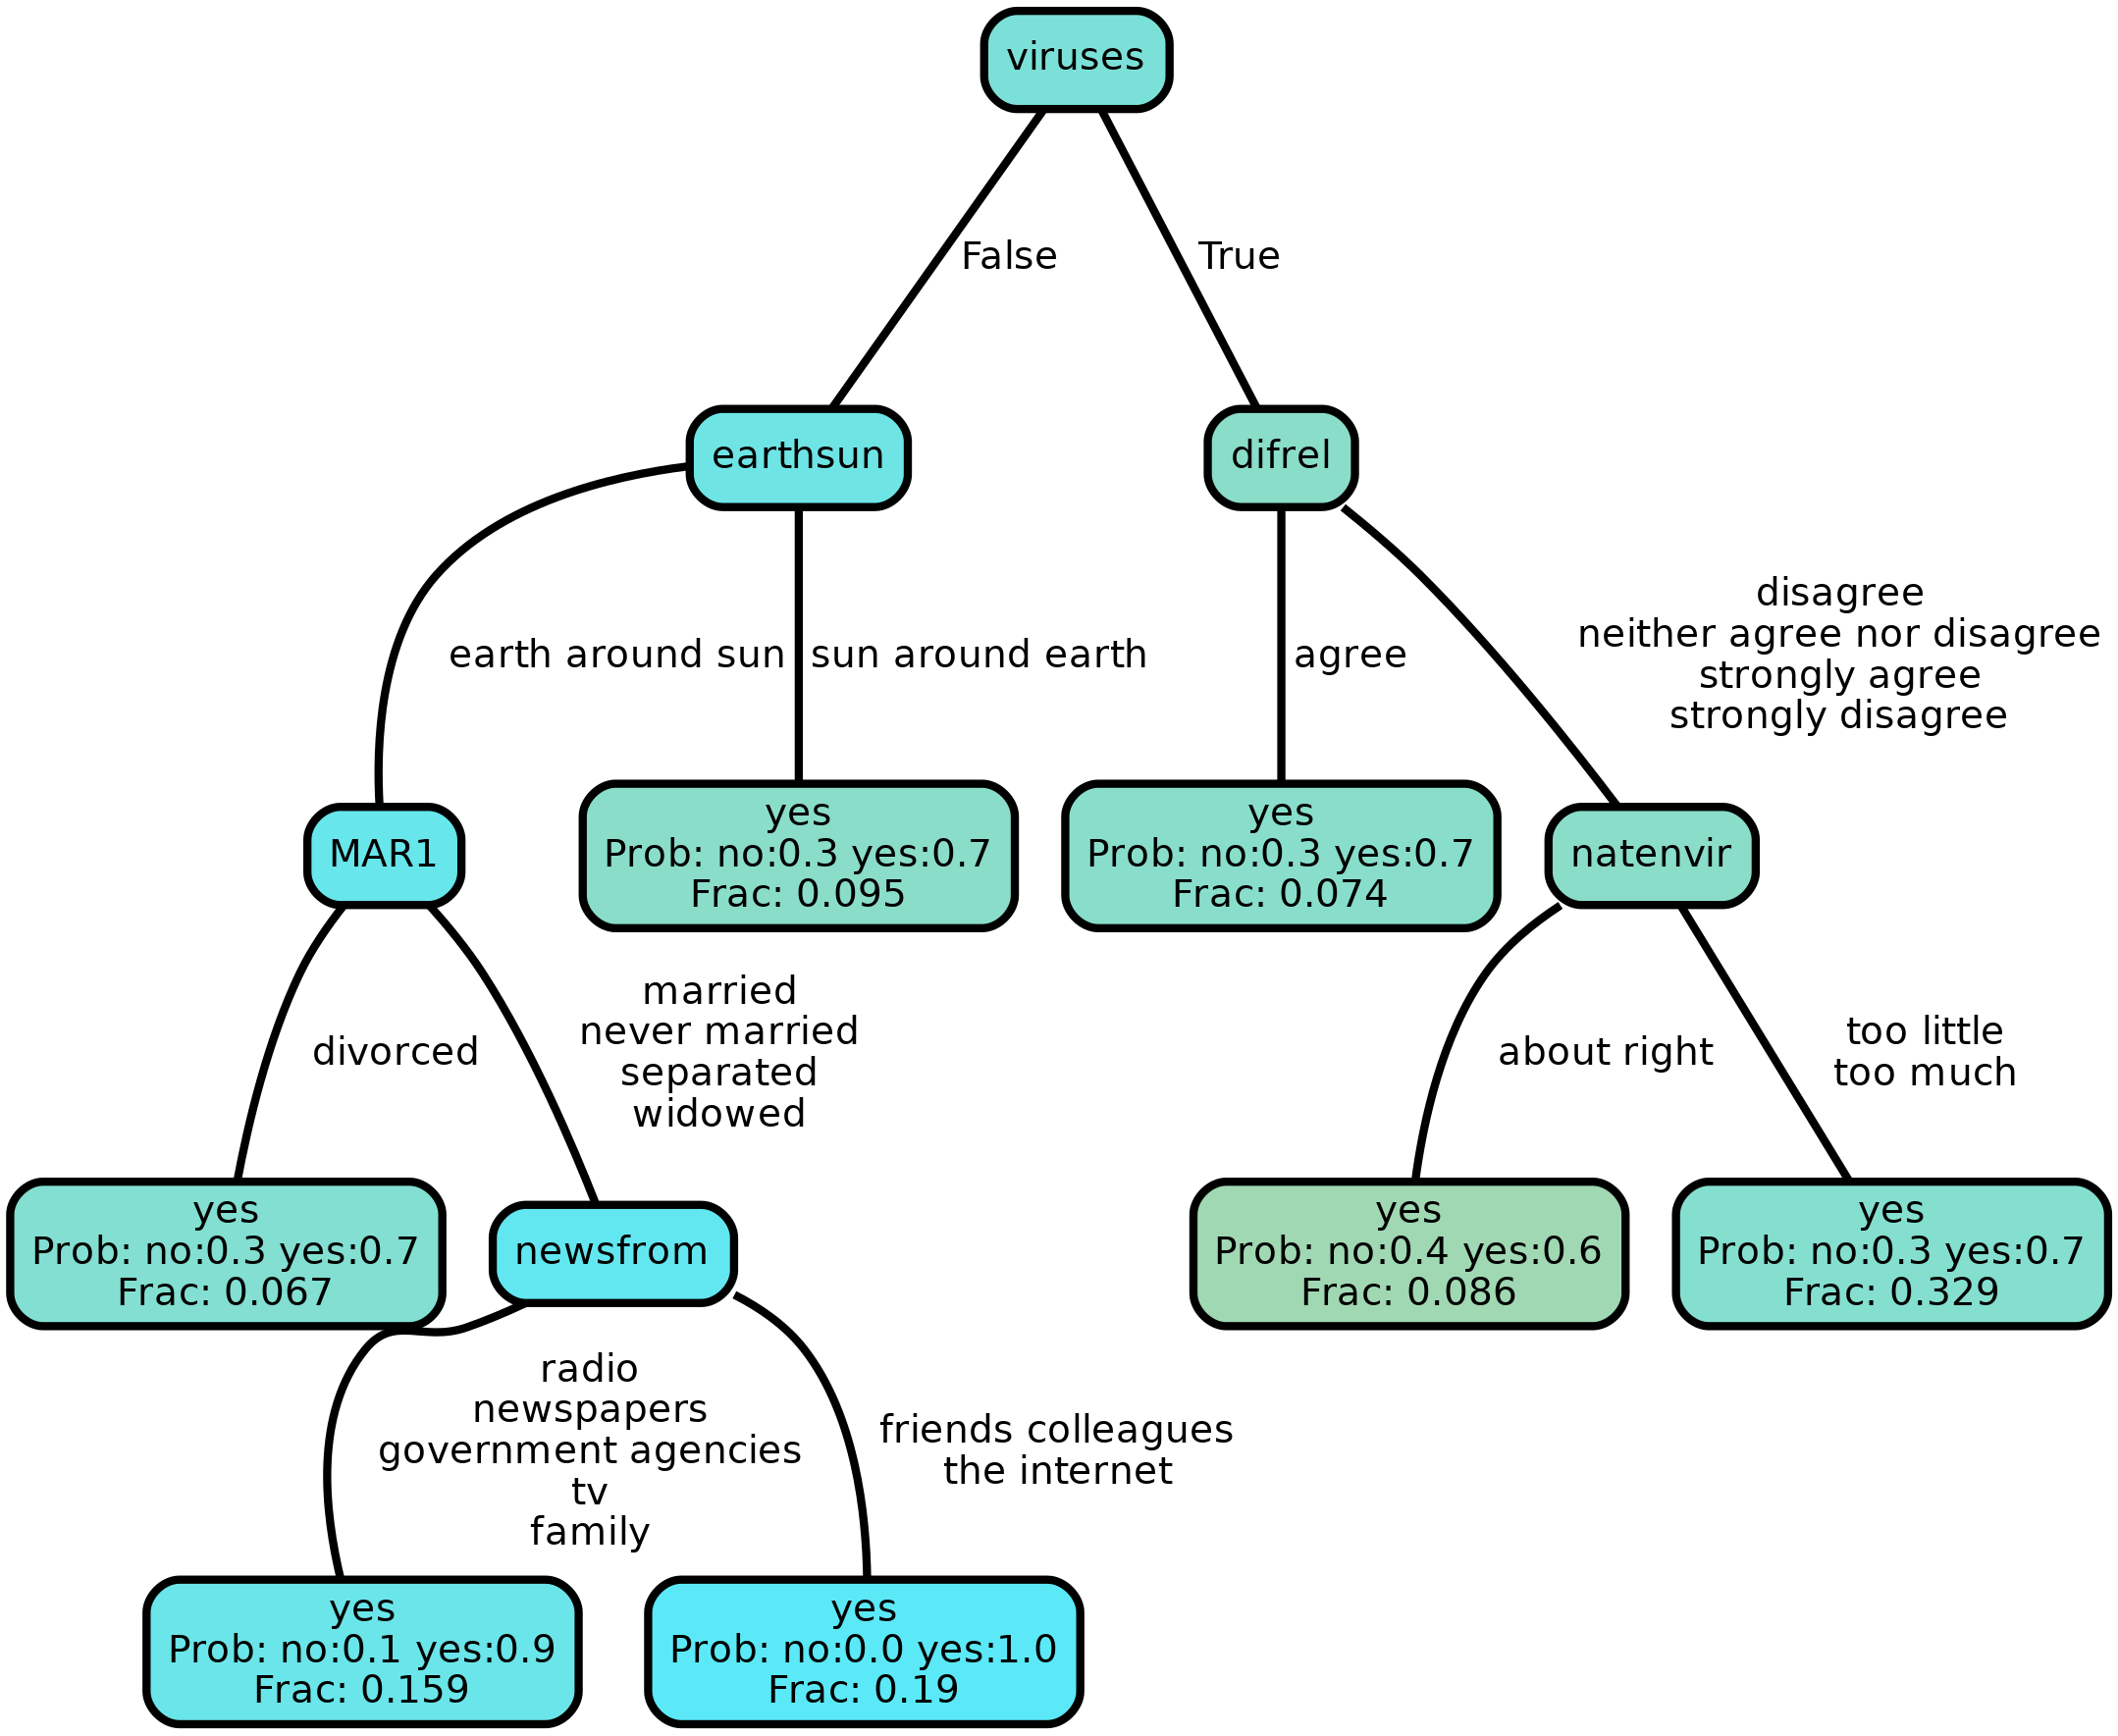 viruses
False
True
earthsun
difrel
earth around sun
sun around earth
agree
disagree
neither agree nor disagree
strongly agree
strongly disagree
MAR1
yes
Prob: no:0.3 yes:0.7
Frac: 0.095
yes
Prob: no:0.3 yes:0.7
Frac: 0.074
natenvir
divorced
married
never married
separated
widowed
about right
too little
too much
yes
Prob: no:0.3 yes:0.7
Frac: 0.067
newsfrom
yes
Prob: no:0.4 yes:0.6
Frac: 0.086
yes
Prob: no:0.3 yes:0.7
Frac: 0.329
radio
newspapers
government agencies
tv
family
friends colleagues
the internet
yes
Prob: no:0.1 yes:0.9
Frac: 0.159
yes
Prob: no:0.0 yes:1.0
Frac: 0.19